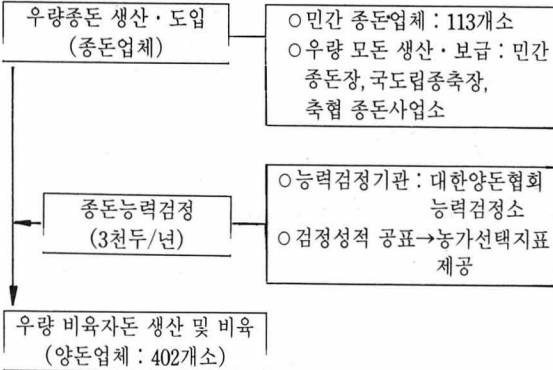 우량종돈 생산·도입
(종돈업체)
○ 민간 종돈업체 : 113개소
○ 우량 모돈 생산·보급 : 민간
종돈장, 국도립종축장,
축협 종돈사업소
종돈능력검정
(3천두/년)
○ 능력검정기관 : 대한양돈협회
능력검정소
○ 검정성적 공표→농가선택지표
제공
우량 비육자돈 생산 및 비육
(양돈업체 : 402개소)